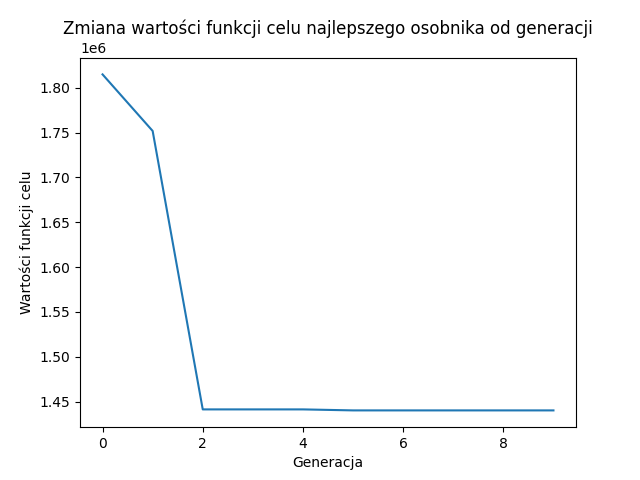 Zmiana wartości funkcji celu najlepszego osobnika od generacji
1e6
1.80
1.75
1.70
1.65
1.60
1.55
1.50
1.45
Wartości funkcji celu
0 2 4 6 8
Generacja